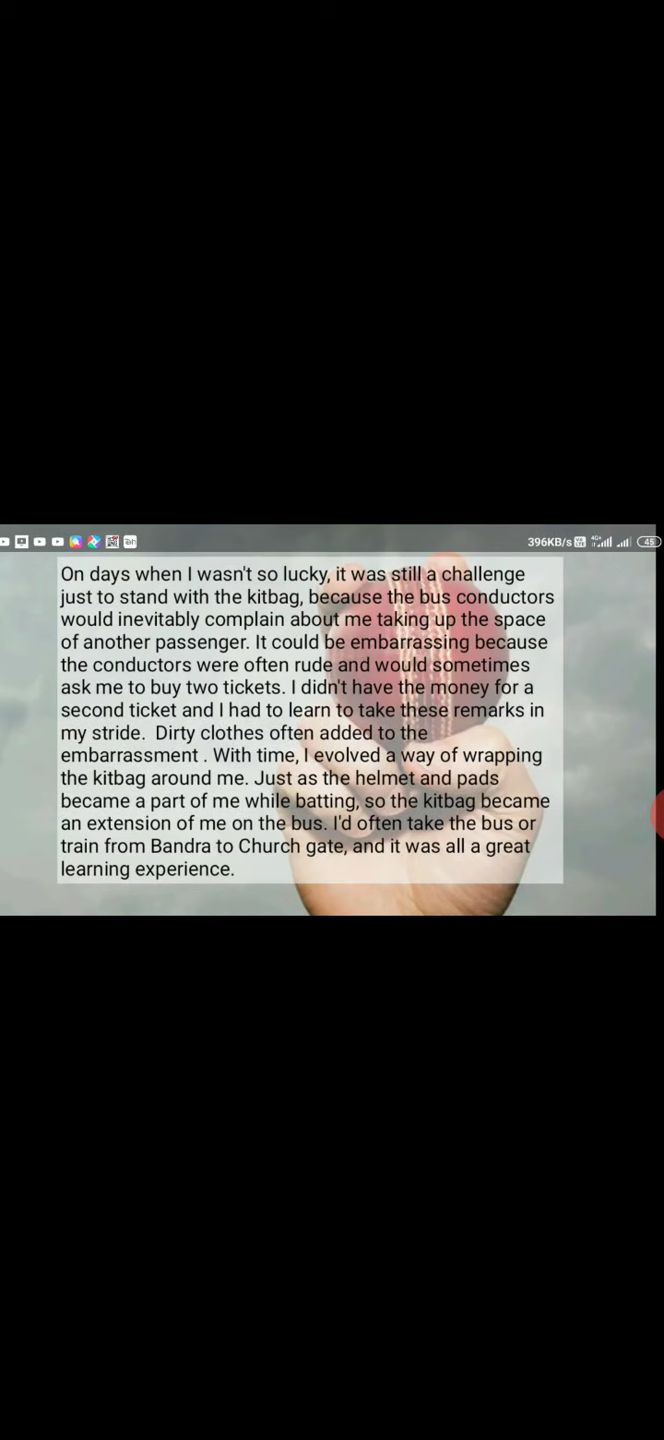 396KB/s 4G+ 45
On days when I wasn't so lucky, it was still a challenge
just to stand with the kitbag, because the bus conductors
would inevitably complain about me taking up the space
of another passenger. It could be embarrassing because
the conductors were often rude and would sometimes
ask me to buy two tickets. I didn't have the money for a
second ticket and I had to learn to take these remarks in
my stride.  Dirty clothes often added to the
embarrassment . With time, I evolved a way of wrapping
the kitbag around me. Just as the helmet and pads
became a part of me while batting, so the kitbag became
an extension of me on the bus. I'd often take the bus or
train from Bandra to Church gate, and it was all a great
learning experience.